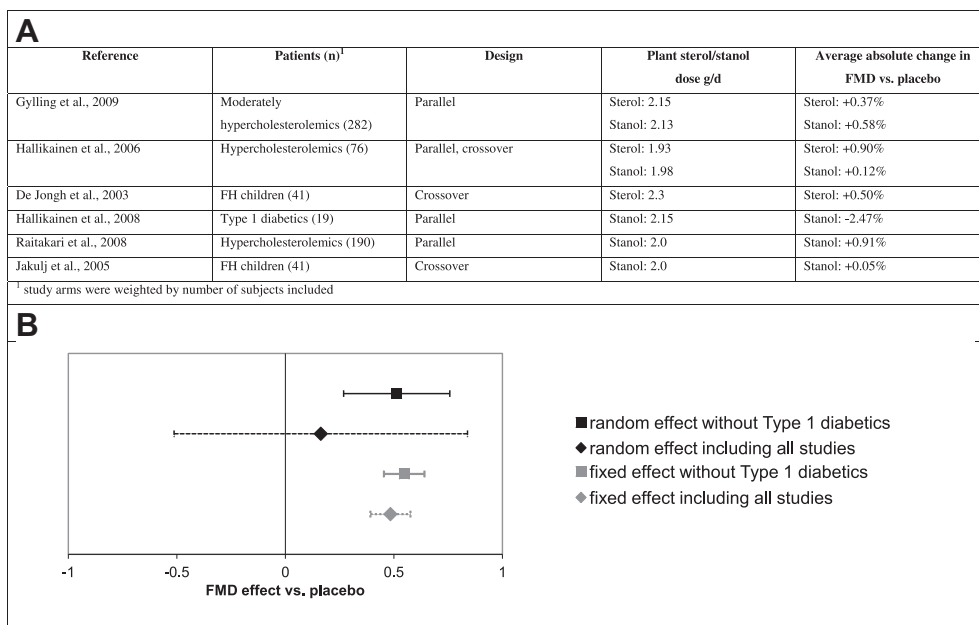 A
Reference Patients (n)1 Design Plant sterol/stanol Average absolute change in
dose g/d FMD vs. placebo
Gylling et al., 2009 Moderately Parallel Sterol: 2.15 Sterol: +0.37%
hypercholesterolemics (282) Stanol: 2.13 Stanol: +0.58%
Hallikainen et al., 2006 Hypercholesterolemics (76) Parallel, crossover Sterol: 1.93 Sterol: +0.90%
Stanol: 1.98 Stanol: +0.12%
De Jongh et al., 2003 FH children (41) Crossover Sterol: 2.3 Sterol: +0.50%
Hallikainen et al., 2008 Type 1 diabetics (19) Parallel Stanol: 2.15 Stanol: -2.47%
Raitakari et al., 2008 Hypercholesterolemics (190) Parallel Stanol: 2.0 Stanol: +0.91%
Jakulj et al., 2005 FH children (41) Crossover Stanol: 2.0 Stanol: +0.05%
1 study arms were weighted by number of subjects included
B
random effect without Type 1 diabetics
random effect including all studies
fixed effect without Type 1 diabetics
fixed effect including all studies
-1 -0.5 0 0.5 1
FMD effect vs. placebo